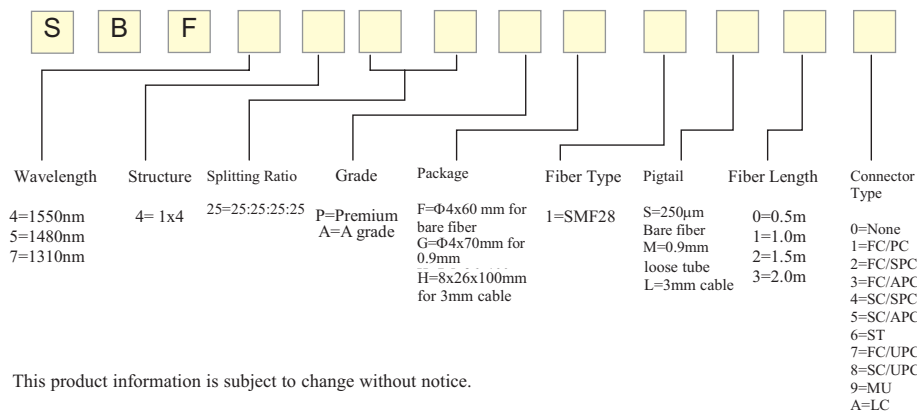 S B F
Wavelength
4=1550nm
5=1480nm
7=1310nm
Structure
4= 1x4
Splitting Ratio
25=25:25:25:25
Grade
P=Premium
A=A grade
Package
F=Φ4x60 mm for
bare fiber
G=Φ4x70mm for
0.9mm
H=8x26x100mm
for 3mm cable
Fiber Type
1=SMF28
Pigtail
S=250μm
Bare fiber
M=0.9mm
loose tube
L=3mm cable
Fiber Length
0=0.5m
1=1.0m
2=1.5m
3=2.0m
Connector
Type
0=None
1=FC/PC
2=FC/SPC
3=FC/APC
4=SC/SPC
5=SC/APC
6=ST
7=FC/UPC
8=SC/UPC
9=MU
A=LC
This product information is subject to change without notice.